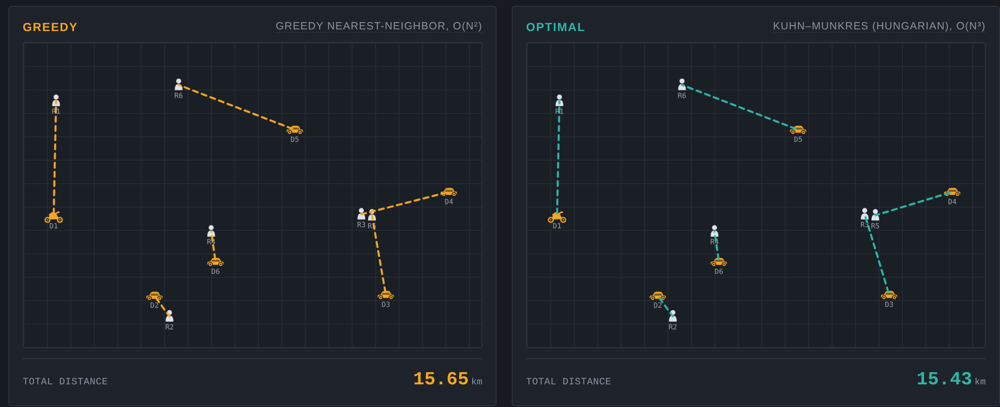 GREEDY
GREEDY NEAREST-NEIGHBOR, O(N²)
R6
R1
D5
D4
R3 R5
D1
R4
D6
D2
D3
R2
TOTAL DISTANCE
15.65 km
OPTIMAL
KUHN–MUNKRES (HUNGARIAN), O(N³)
R6
R1
D5
D4
R3 R5
D1
R4
D6
D2
D3
R2
TOTAL DISTANCE
15.43 km